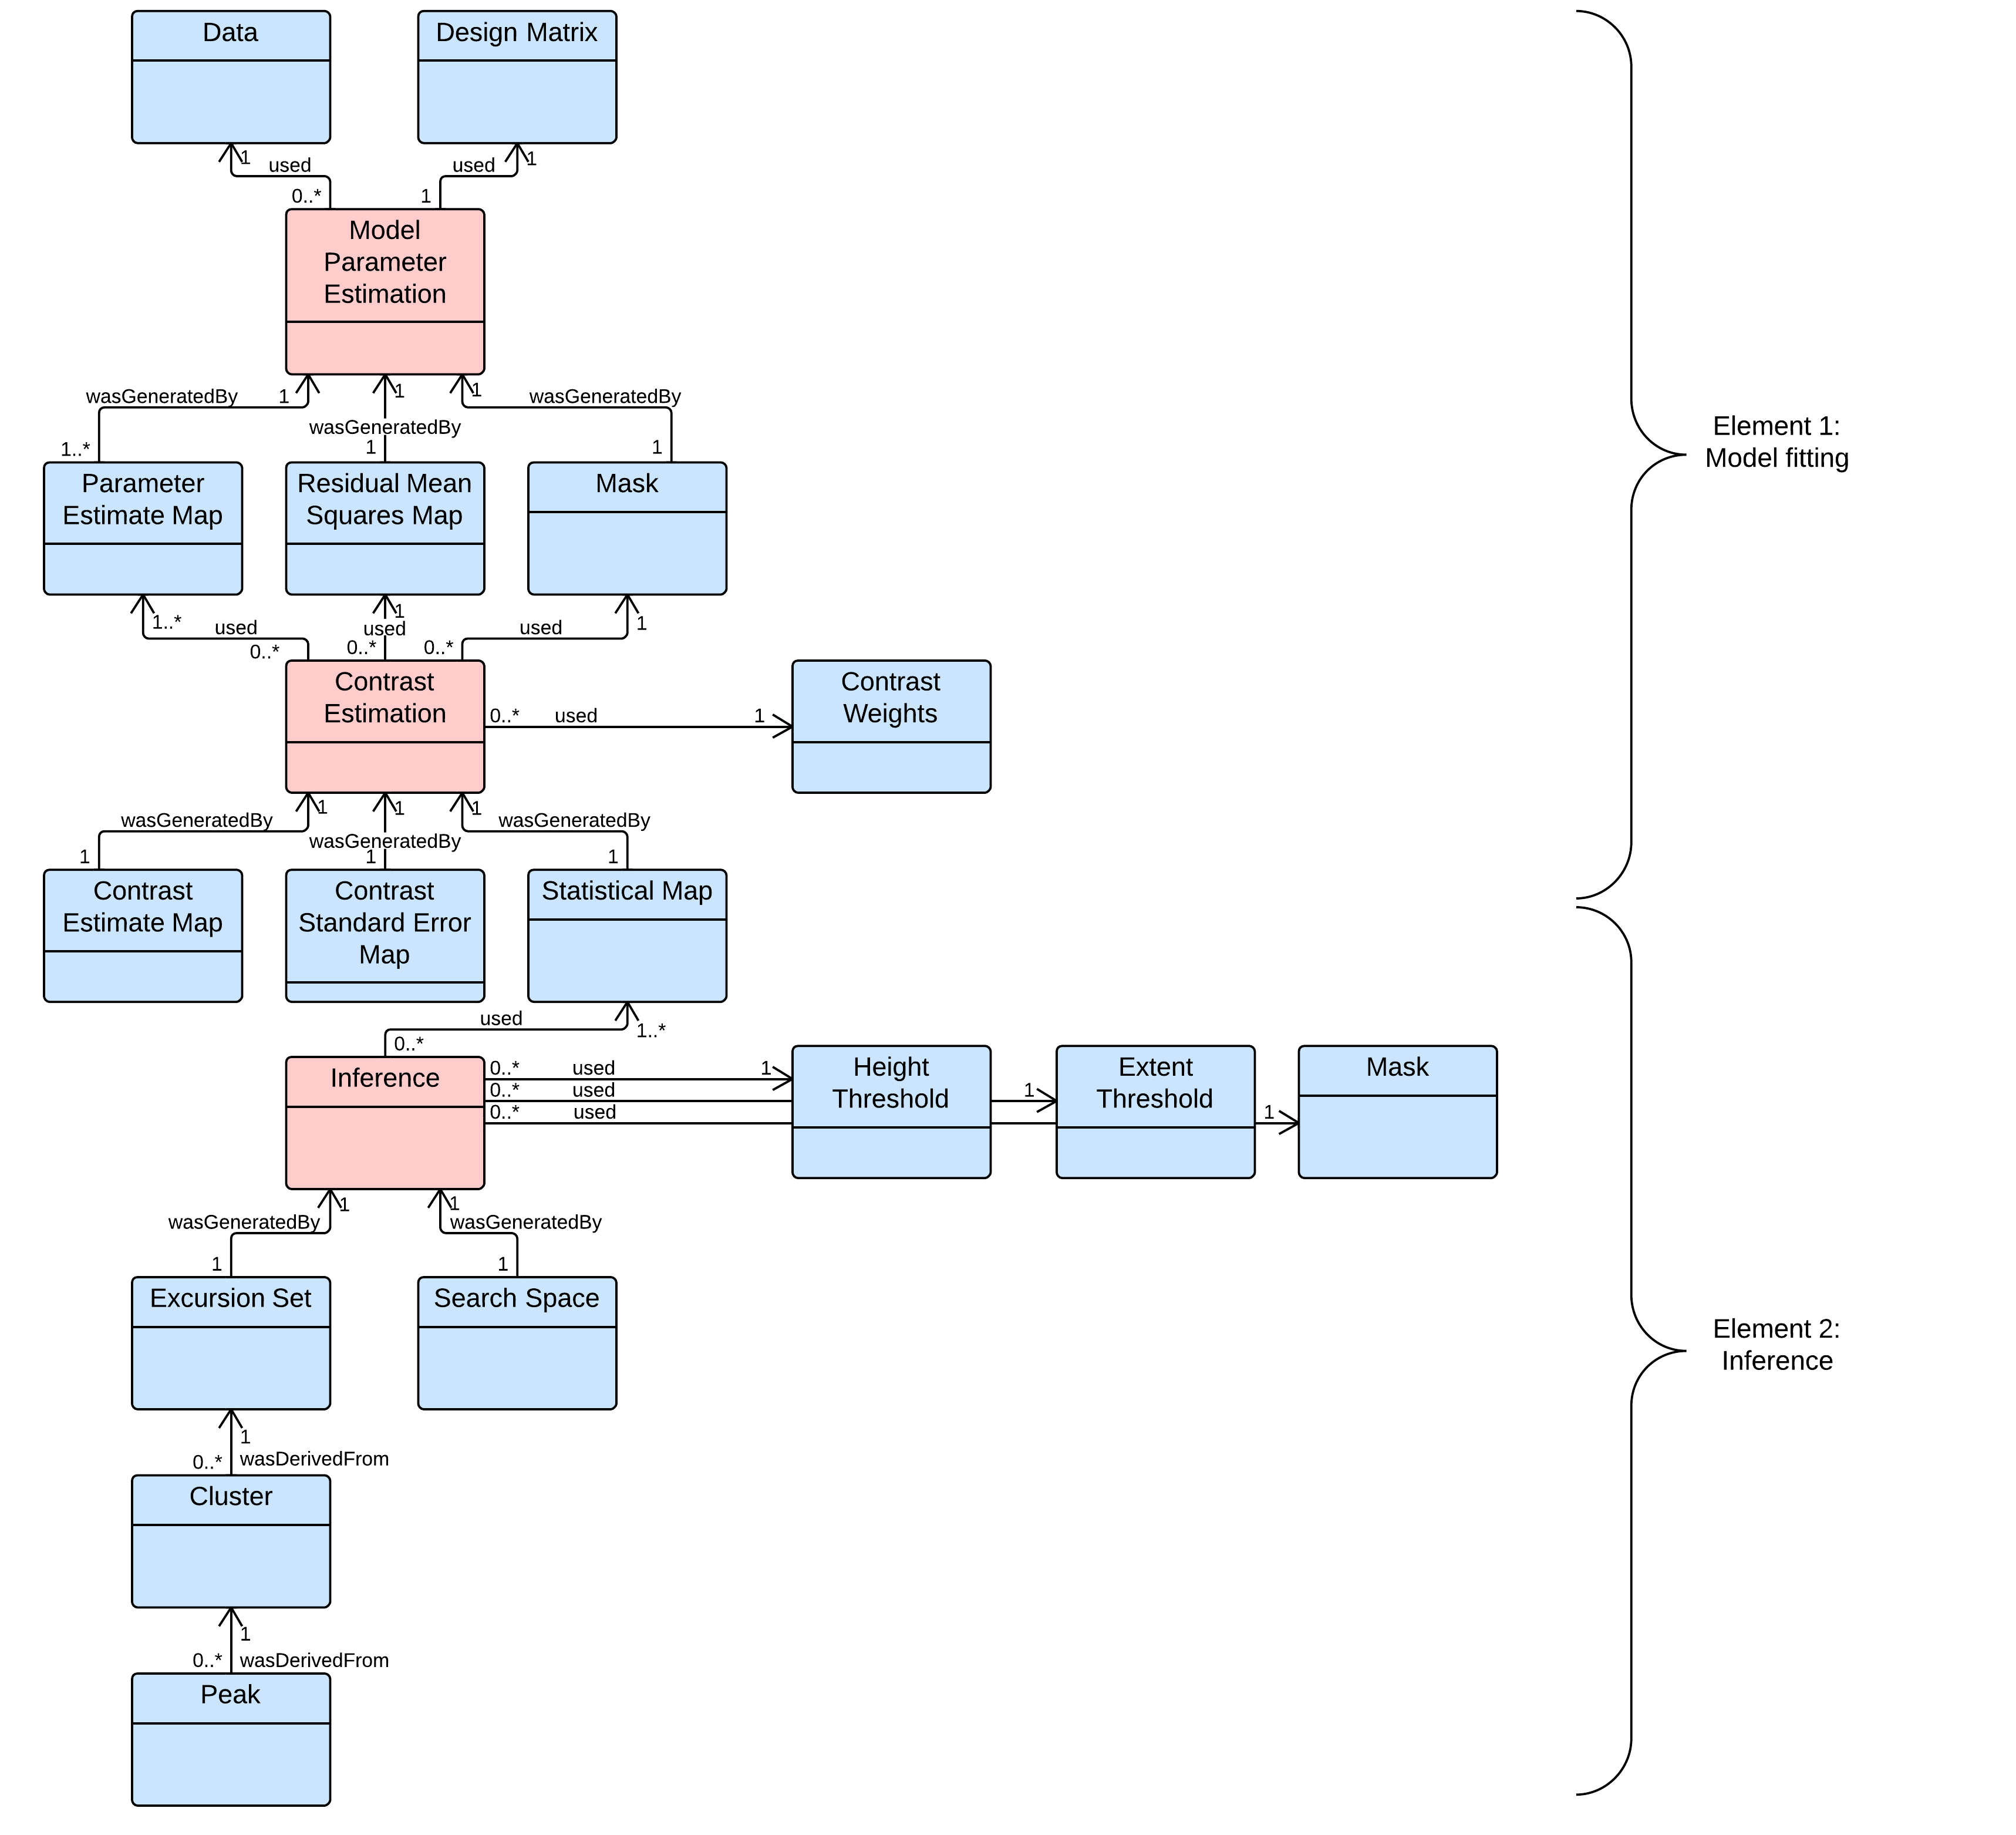 Data
Design Matrix
1
used
0..*
1
used
1
Model
Parameter
Estimation
wasGeneratedBy
1
1..*
1
wasGeneratedBy
1
1
wasGeneratedBy
1
Parameter
Estimate Map
Residual Mean
Squares Map
Mask
1..*
used
0..*
1
used
0..*
0..*
used
1
Contrast
Estimation
0..*
used
1
Contrast
Weights
wasGeneratedBy
1
1
1
wasGeneratedBy
1
1
wasGeneratedBy
1
Contrast
Estimate Map
Contrast
Standard Error
Map
Statistical Map
used
0..*
1..*
Inference
0..*
used
1
0..*
used
1
0..*
used
1
Height
Threshold
Extent
Threshold
Mask
wasGeneratedBy
1
1
1
wasGeneratedBy
1
Excursion Set
Search Space
1
0..*
wasDerivedFrom
Cluster
1
0..*
wasDerivedFrom
Peak
Element 1:
Model fitting
Element 2:
Inference